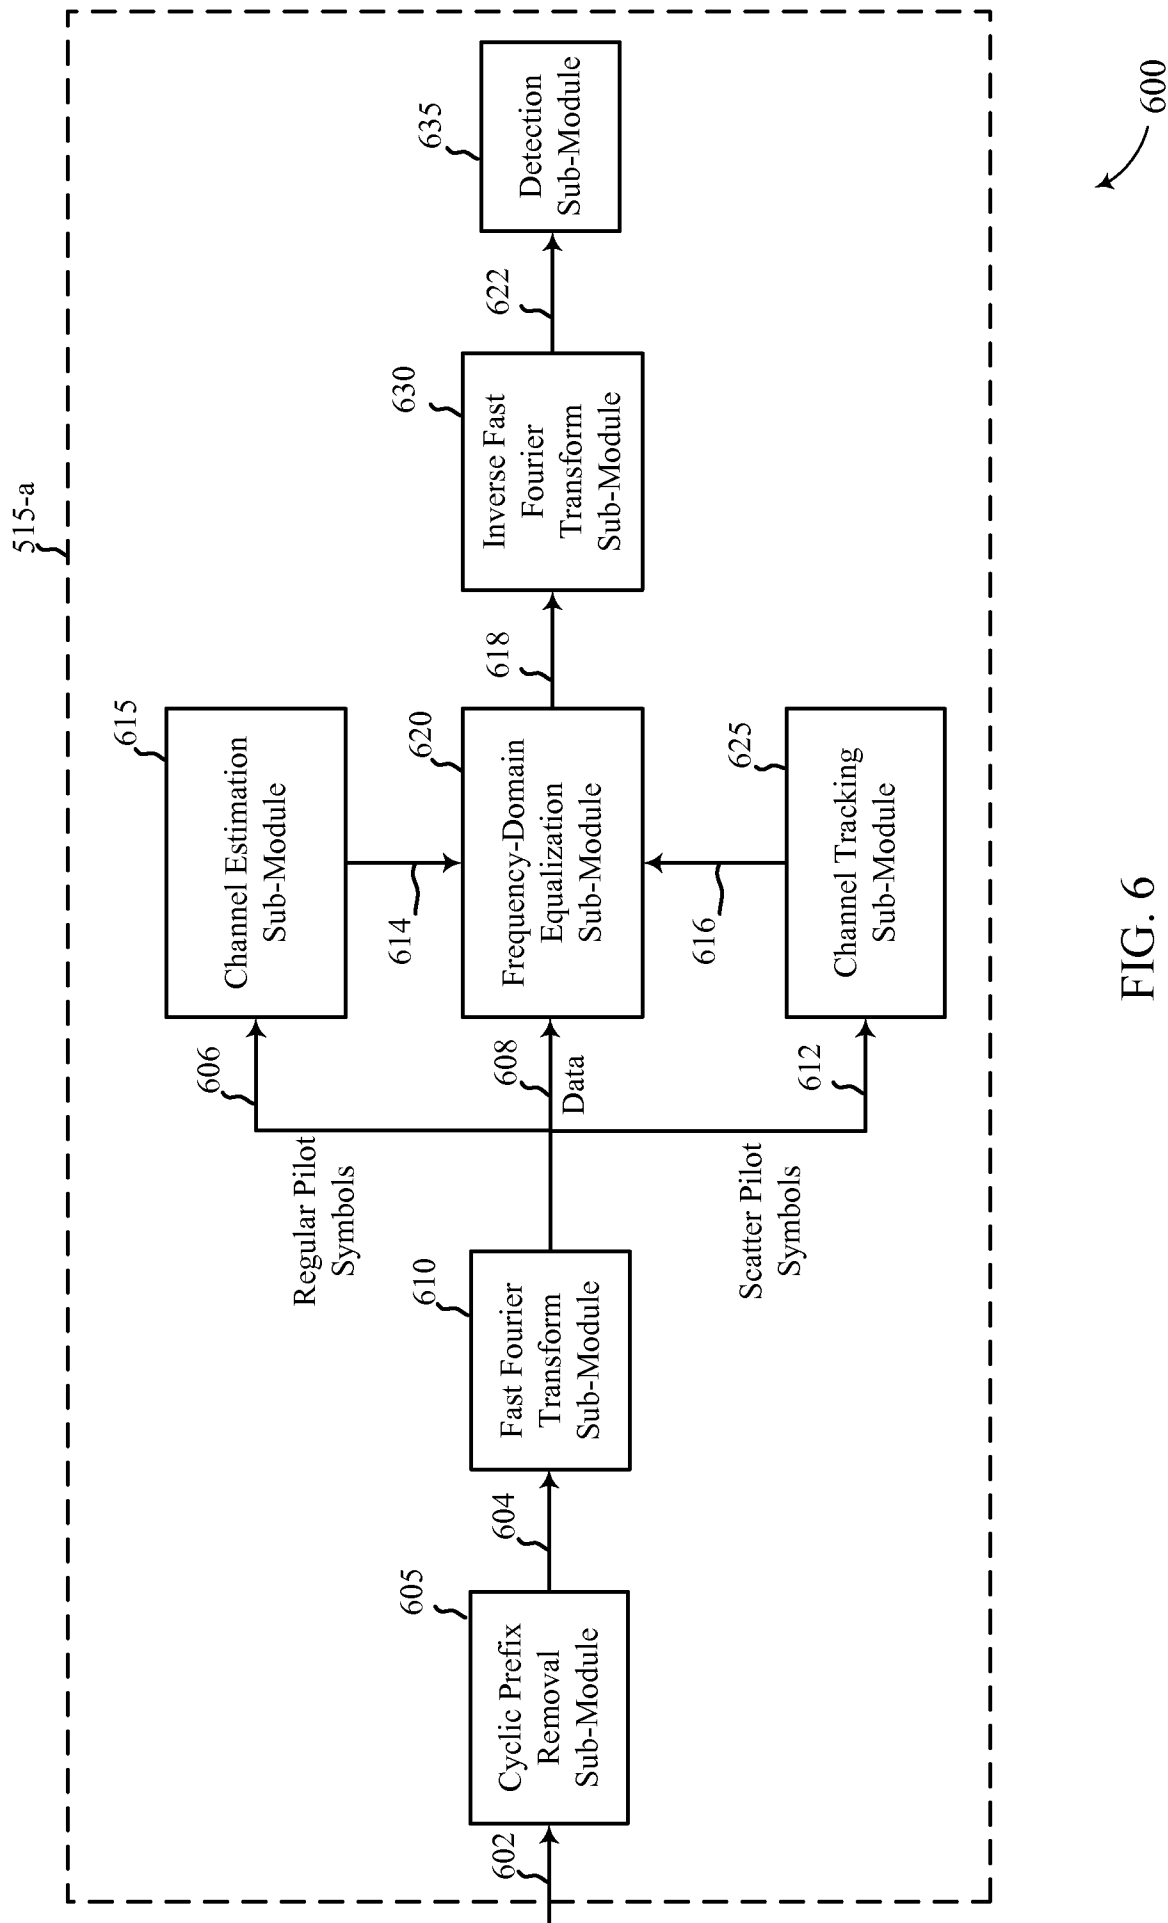 515-a
615
Channel Estimation
Sub-Module
606
614
Regular Pilot
Symbols
602
605
Cyclic Prefix
Removal
Sub-Module
604
610
Fast Fourier
Transform
Sub-Module
608
Data
620
Frequency-Domain
Equalization
Sub-Module
618
630
Inverse Fast
Fourier
Transform
Sub-Module
622
635
Detection
Sub-Module
Scatter Pilot
Symbols
612
616
625
Channel Tracking
Sub-Module
600
FIG. 6